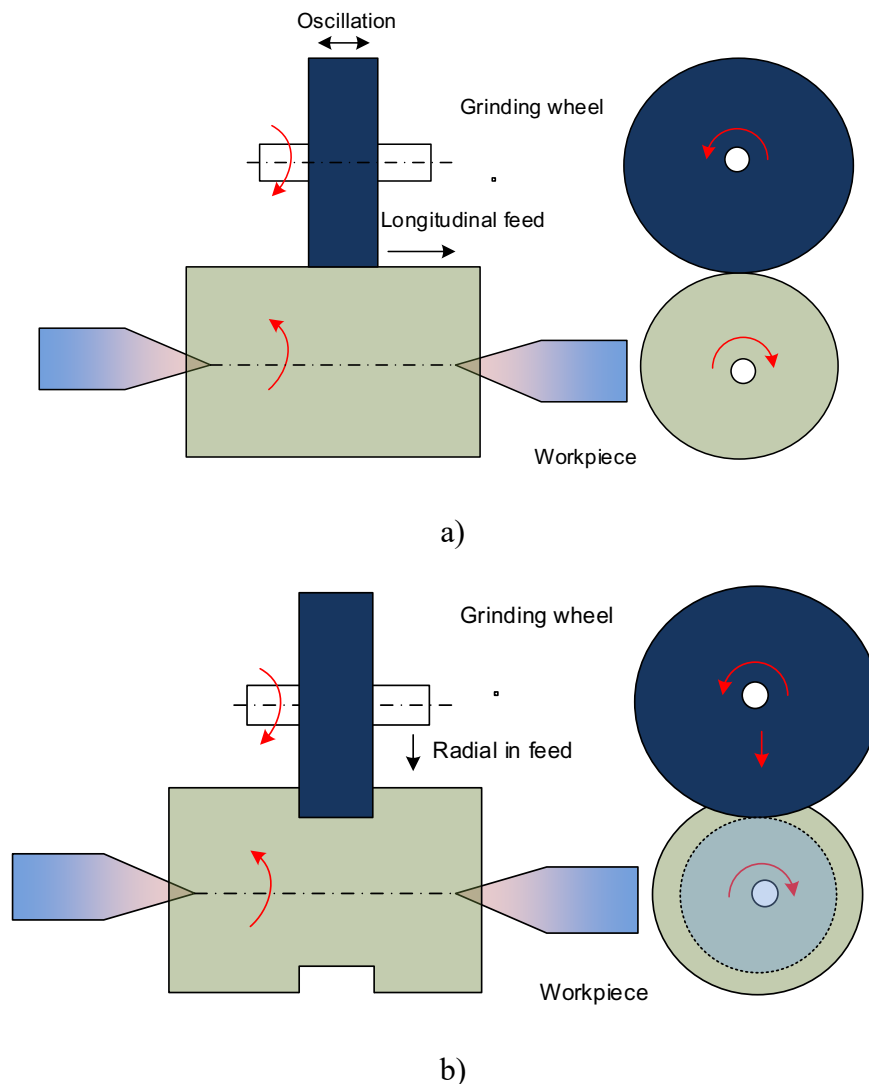 Oscillation
Grinding wheel
Longitudinal feed
Workpiece
a)
Grinding wheel
Radial in feed
Workpiece
b)